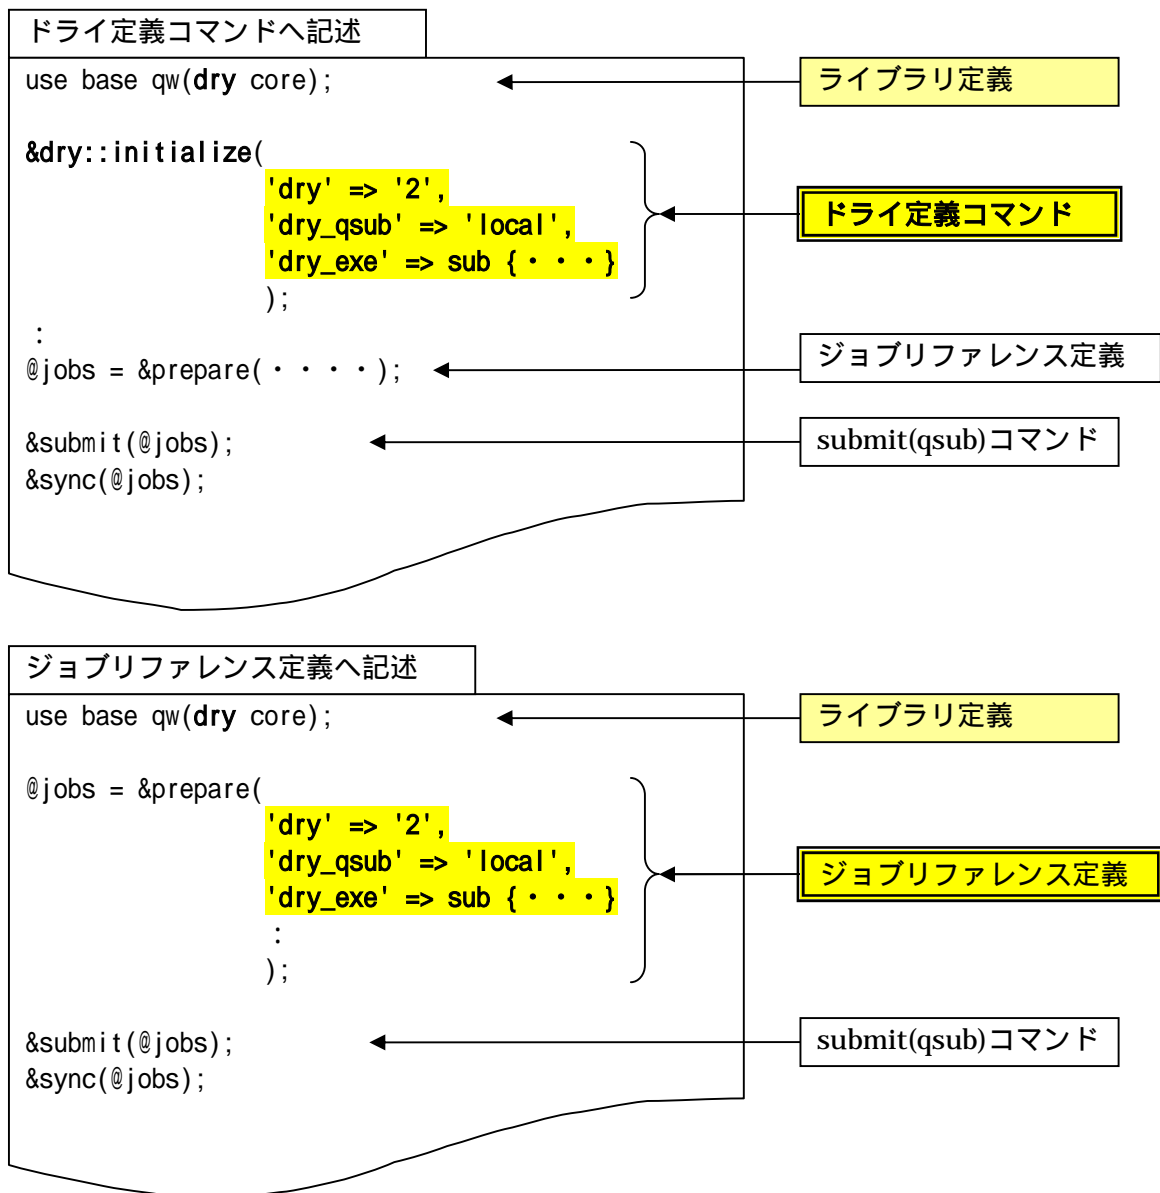 ドライ定義コマンドへ記述
use base qw(dry core);
ライブラリ定義
&dry::initialize(
'dry' => '2',
'dry_qsub' => 'local',
'dry_exe' => sub {・・・}
);
ドライ定義コマンド
:
@jobs = &prepare(・・・・);
ジョブリファレンス定義
&submit(@jobs);
submit(qsub)コマンド
&sync(@jobs);
ジョブリファレンス定義へ記述
use base qw(dry core);
ライブラリ定義
@jobs = &prepare(
'dry' => '2',
'dry_qsub' => 'local',
'dry_exe' => sub {・・・}
:
);
ジョブリファレンス定義
&submit(@jobs);
submit(qsub)コマンド
&sync(@jobs);